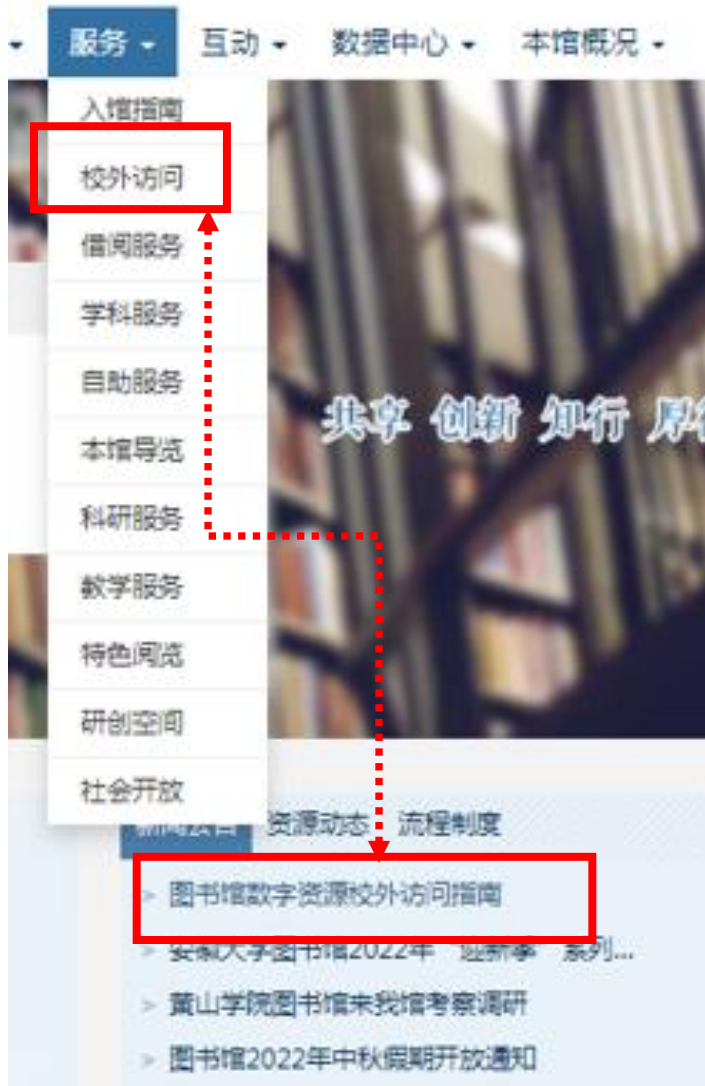 服务 互动 数据中心 本馆概况
入馆指南
校外访问
借阅服务
学科服务
自助服务
本馆导览
科研服务
教学服务
特色阅览
研创空间
社会开放
共享 创新 知行
资源动态 流程制度
> 图书馆数字资源校外访问指南
> 安徽大学图书馆2022年“迎新季”系列...
> 黄山学院图书馆来我馆考察调研
> 图书馆2022年中秋假期开放通知